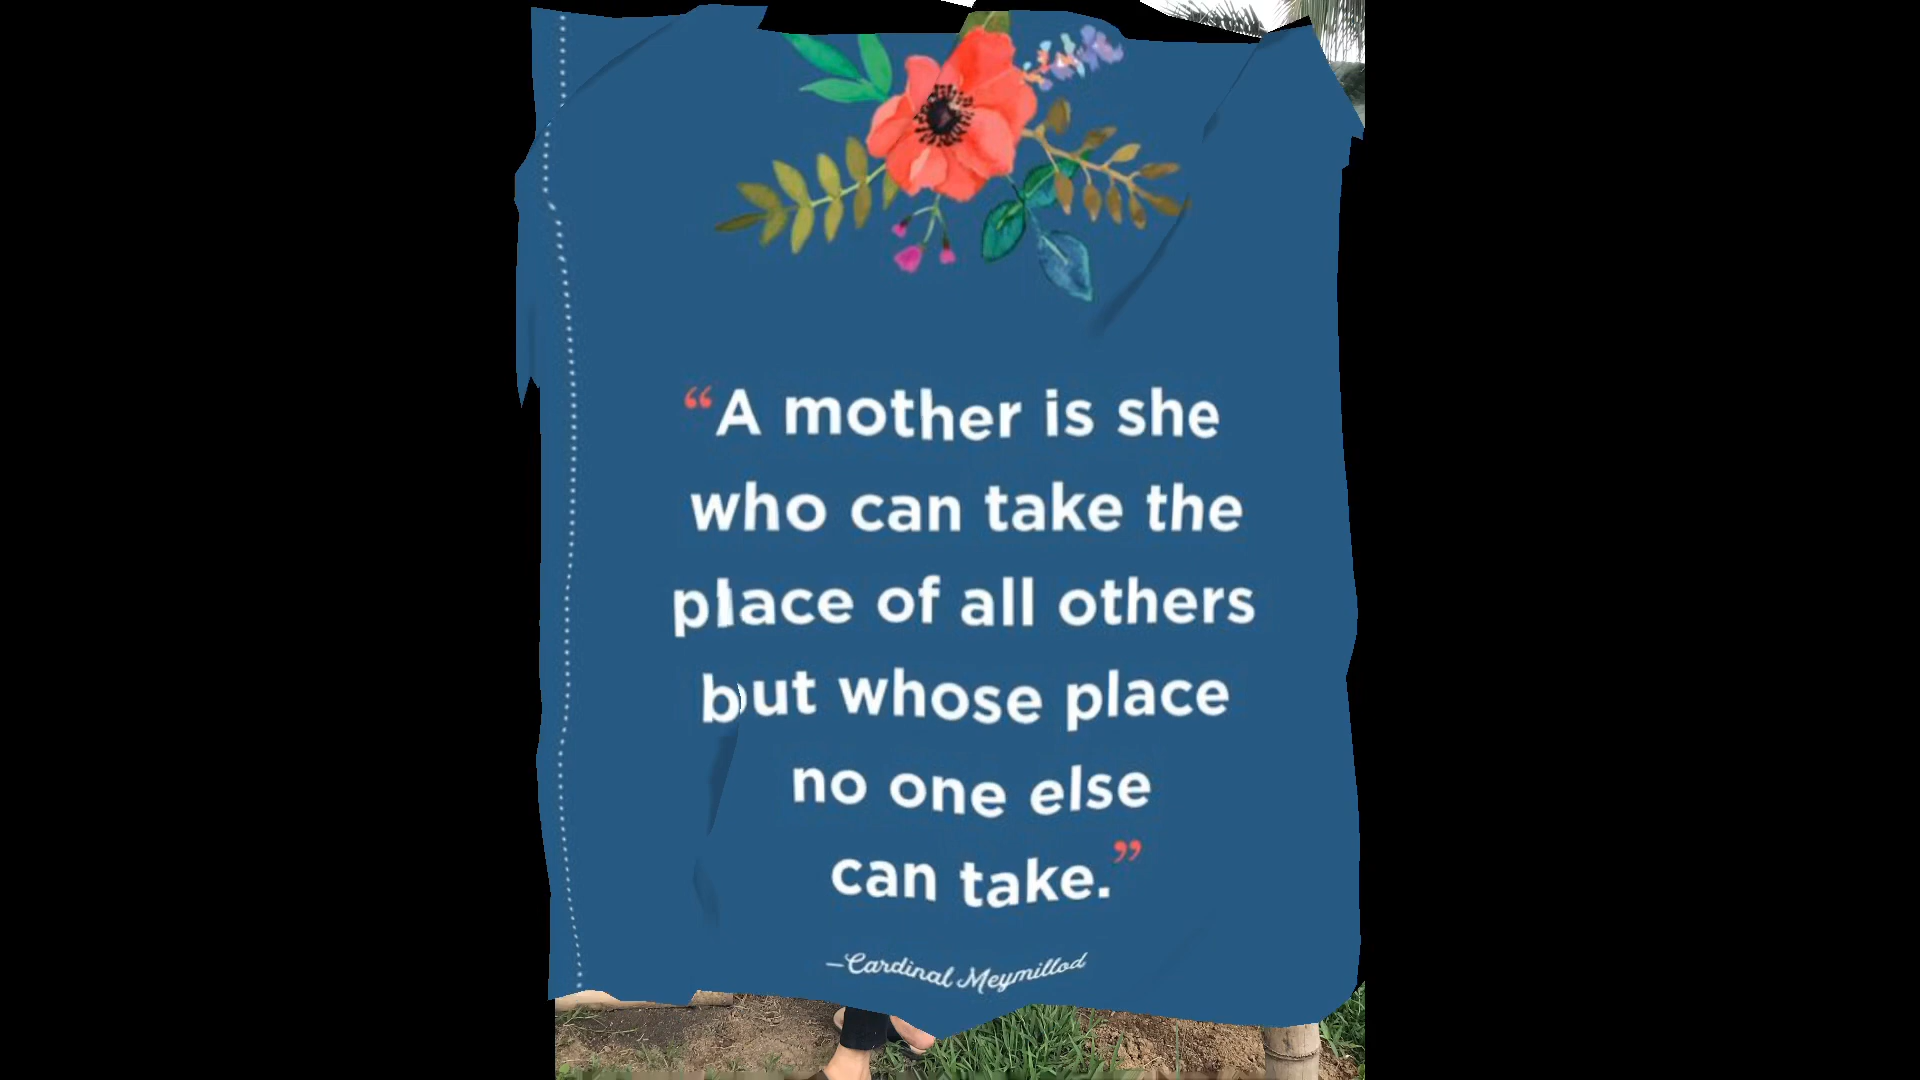 “A mother is she
who can take the
place of all others
but whose place
no one else
can take.”
—Cardinal Meymillod